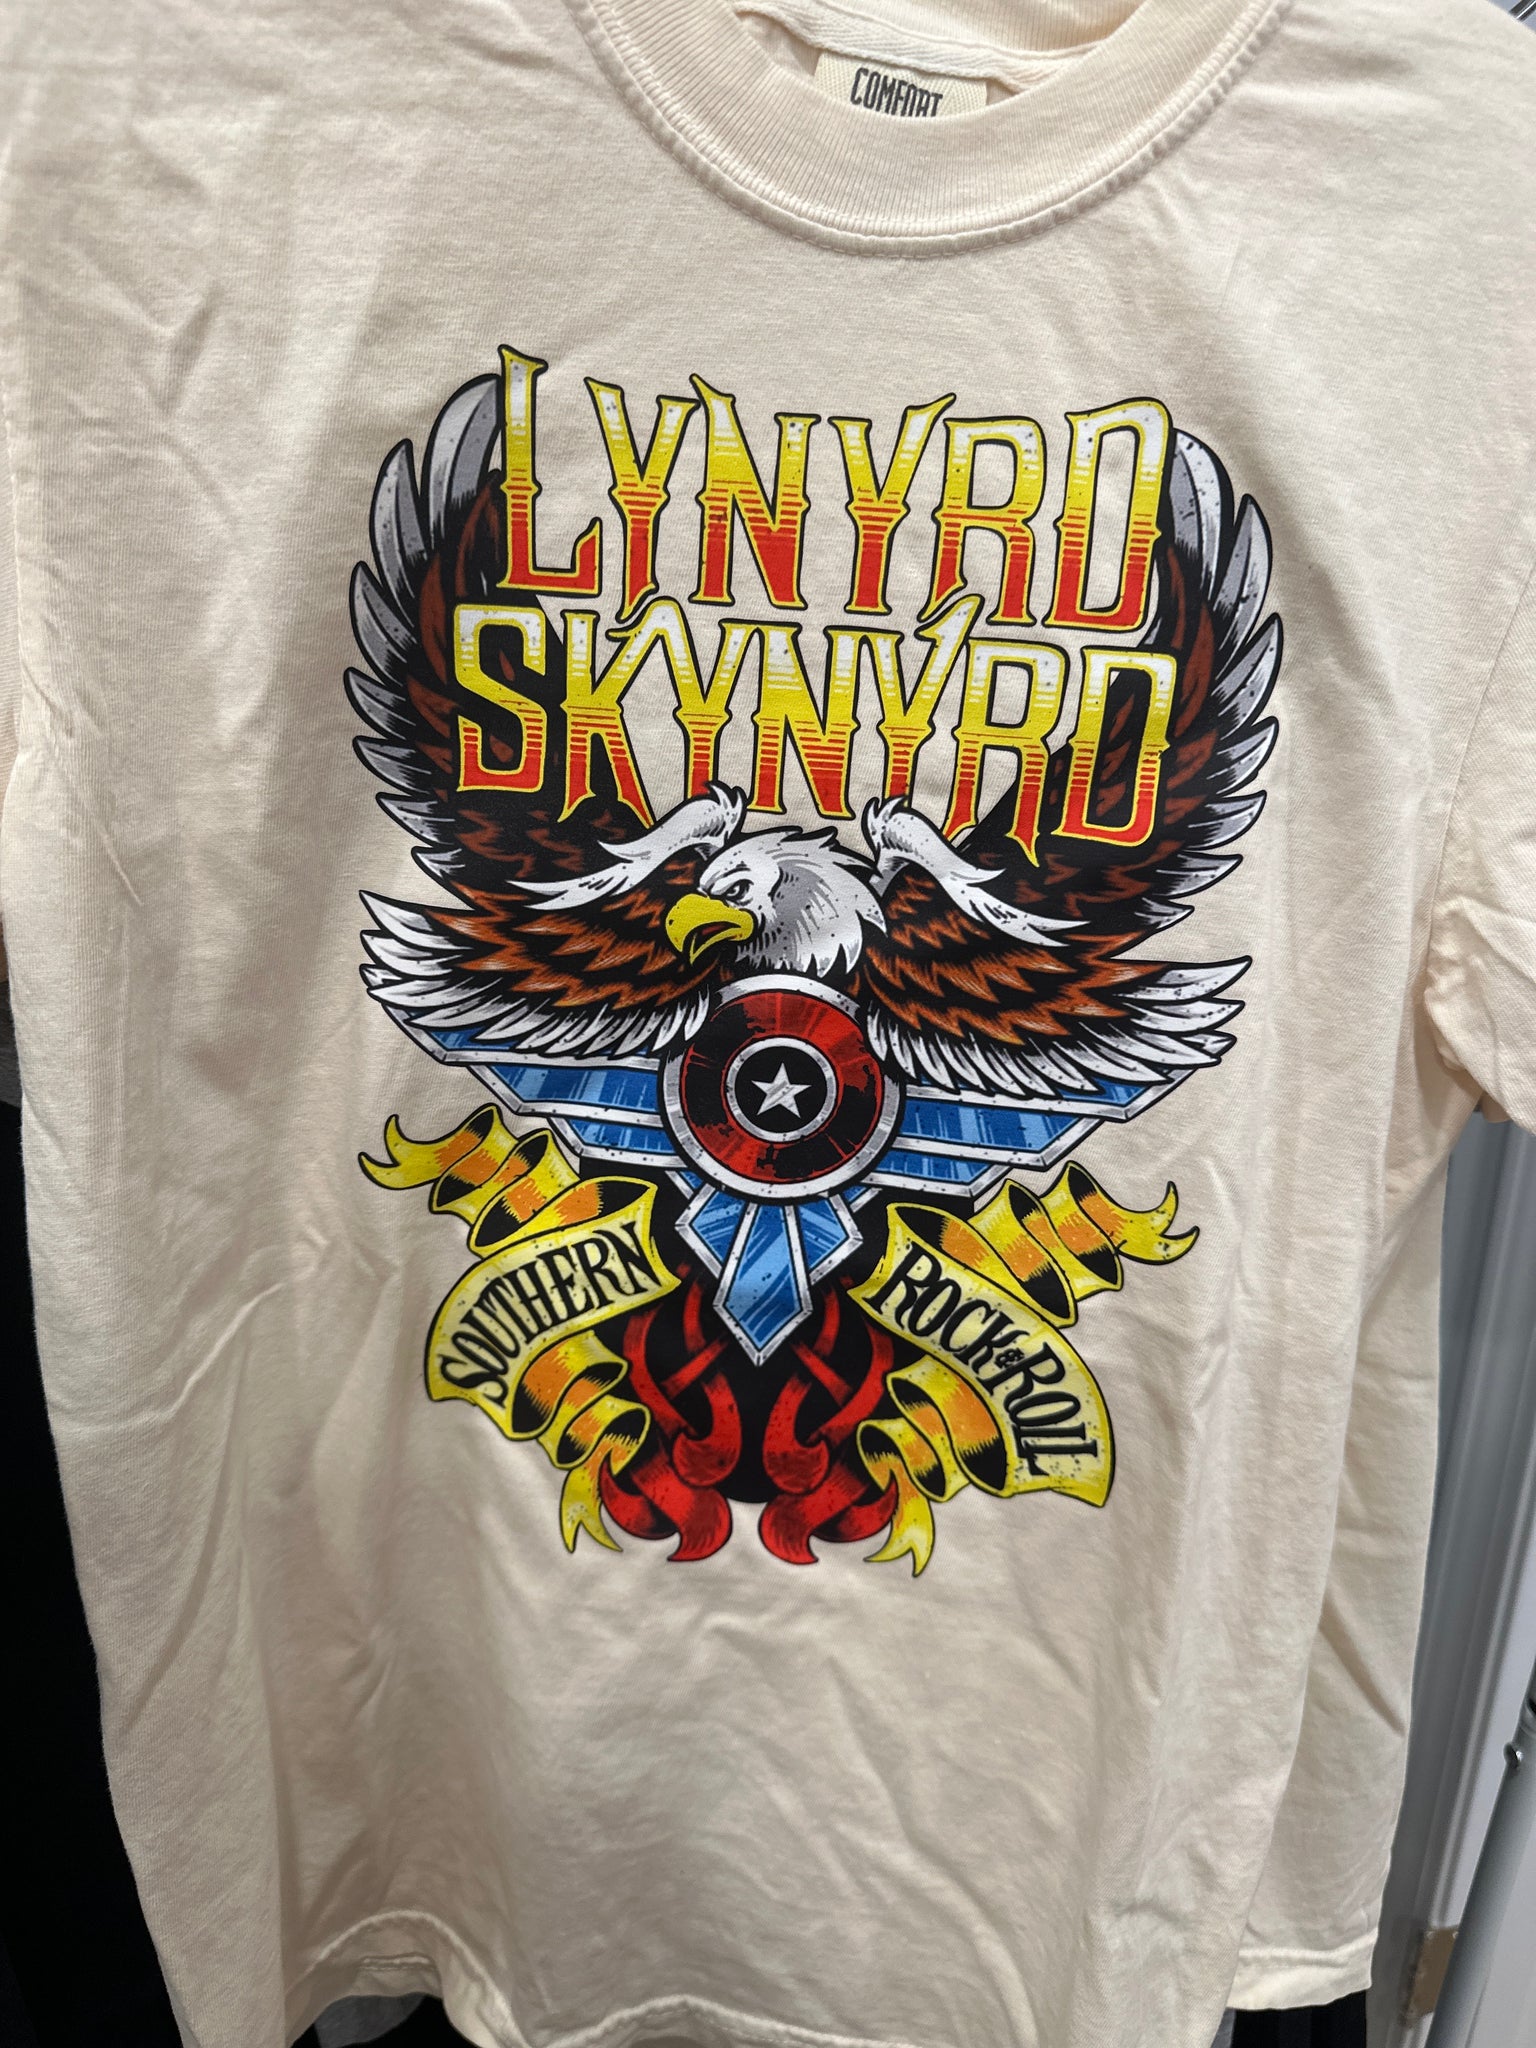 COMFORT
LYNYRD
SKYNYRD
SOUTHERN
ROCK & ROLL